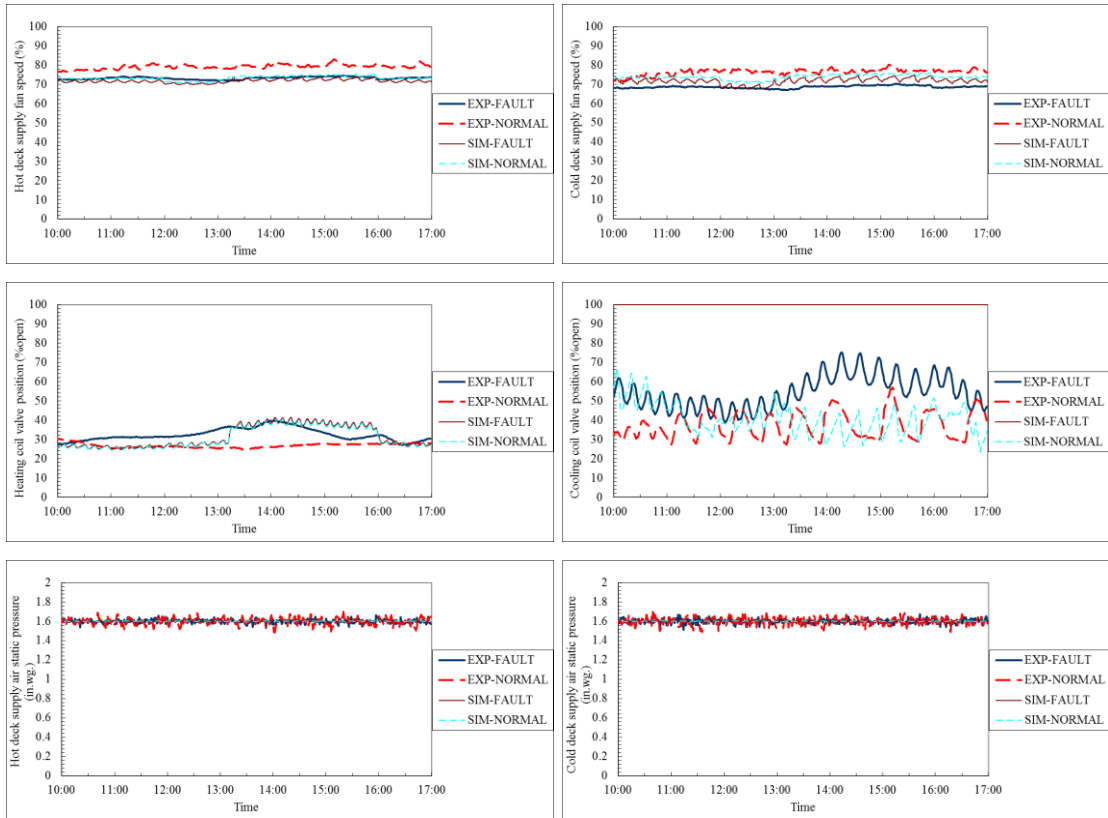 Hot deck supply fan speed (%)
100
90
80
70
60
50
40
30
20
10
0
10:00 11:00 12:00 13:00 14:00 15:00 16:00 17:00
Time
EXP-FAULT
EXP-NORMAL
SIM-FAULT
SIM-NORMAL
Cold deck supply fan speed (%)
100
90
80
70
60
50
40
30
20
10
0
10:00 11:00 12:00 13:00 14:00 15:00 16:00 17:00
Time
EXP-FAULT
EXP-NORMAL
SIM-FAULT
SIM-NORMAL
Heating coil valve position (%open)
100
90
80
70
60
50
40
30
20
10
0
10:00 11:00 12:00 13:00 14:00 15:00 16:00 17:00
Time
EXP-FAULT
EXP-NORMAL
SIM-FAULT
SIM-NORMAL
Cooling coil valve position (%open)
100
90
80
70
60
50
40
30
20
10
0
10:00 11:00 12:00 13:00 14:00 15:00 16:00 17:00
Time
EXP-FAULT
EXP-NORMAL
SIM-FAULT
SIM-NORMAL
Hot deck supply air static pressure
(in.wg.)
2
1.8
1.6
1.4
1.2
1
0.8
0.6
0.4
0.2
0
10:00 11:00 12:00 13:00 14:00 15:00 16:00 17:00
Time
EXP-FAULT
EXP-NORMAL
SIM-FAULT
SIM-NORMAL
Cold deck supply air static pressure
(in.wg.)
2
1.8
1.6
1.4
1.2
1
0.8
0.6
0.4
0.2
0
10:00 11:00 12:00 13:00 14:00 15:00 16:00 17:00
Time
EXP-FAULT
EXP-NORMAL
SIM-FAULT
SIM-NORMAL